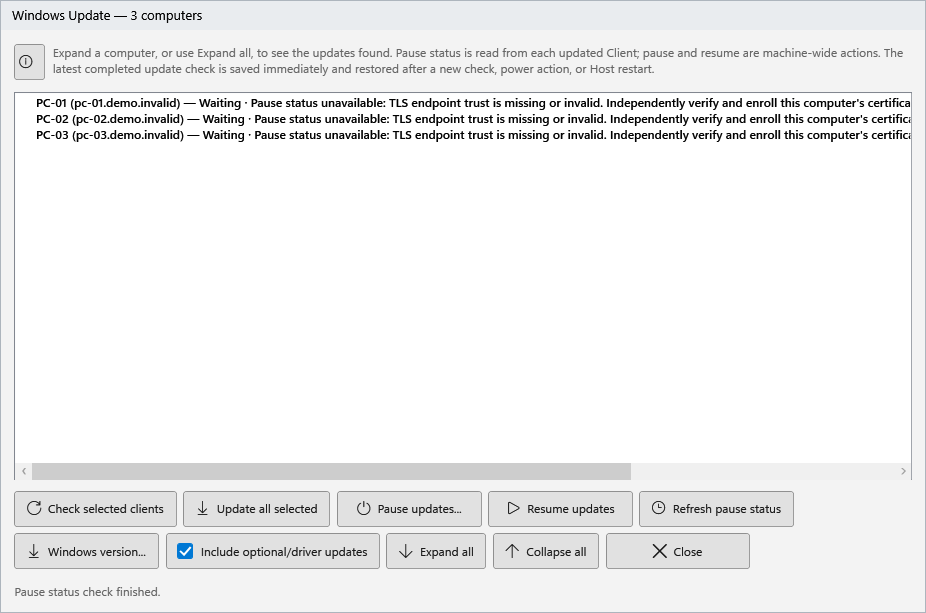 Windows Update — 3 computers
Expand a computer, or use Expand all, to see the updates found. Pause status is read from each updated Client; pause and resume are machine-wide actions. The
latest completed update check is saved immediately and restored after a new check, power action, or Host restart.
PC-01 (pc-01.demo.invalid) — Waiting · Pause status unavailable: TLS endpoint trust is missing or invalid. Independently verify and enroll this computer's certifica
PC-02 (pc-02.demo.invalid) — Waiting · Pause status unavailable: TLS endpoint trust is missing or invalid. Independently verify and enroll this computer's certifica
PC-03 (pc-03.demo.invalid) — Waiting · Pause status unavailable: TLS endpoint trust is missing or invalid. Independently verify and enroll this computer's certifica
Check selected clients Update all selected Pause updates... Resume updates Refresh pause status
Windows version... Include optional/driver updates Expand all Collapse all Close
Pause status check finished.